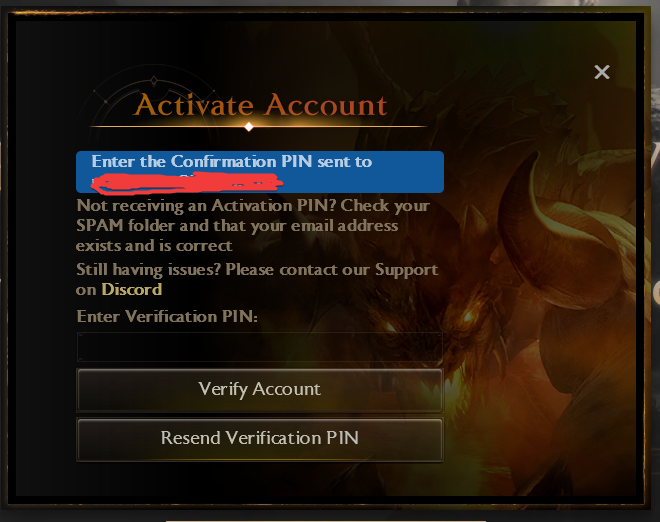 Activate Account
Enter the Confirmation PIN sent to
Not receiving an Activation PIN? Check your
SPAM folder and that your email address
exists and is correct
Still having issues? Please contact our Support
on Discord
Enter Verification PIN:
Verify Account
Resend Verification PIN